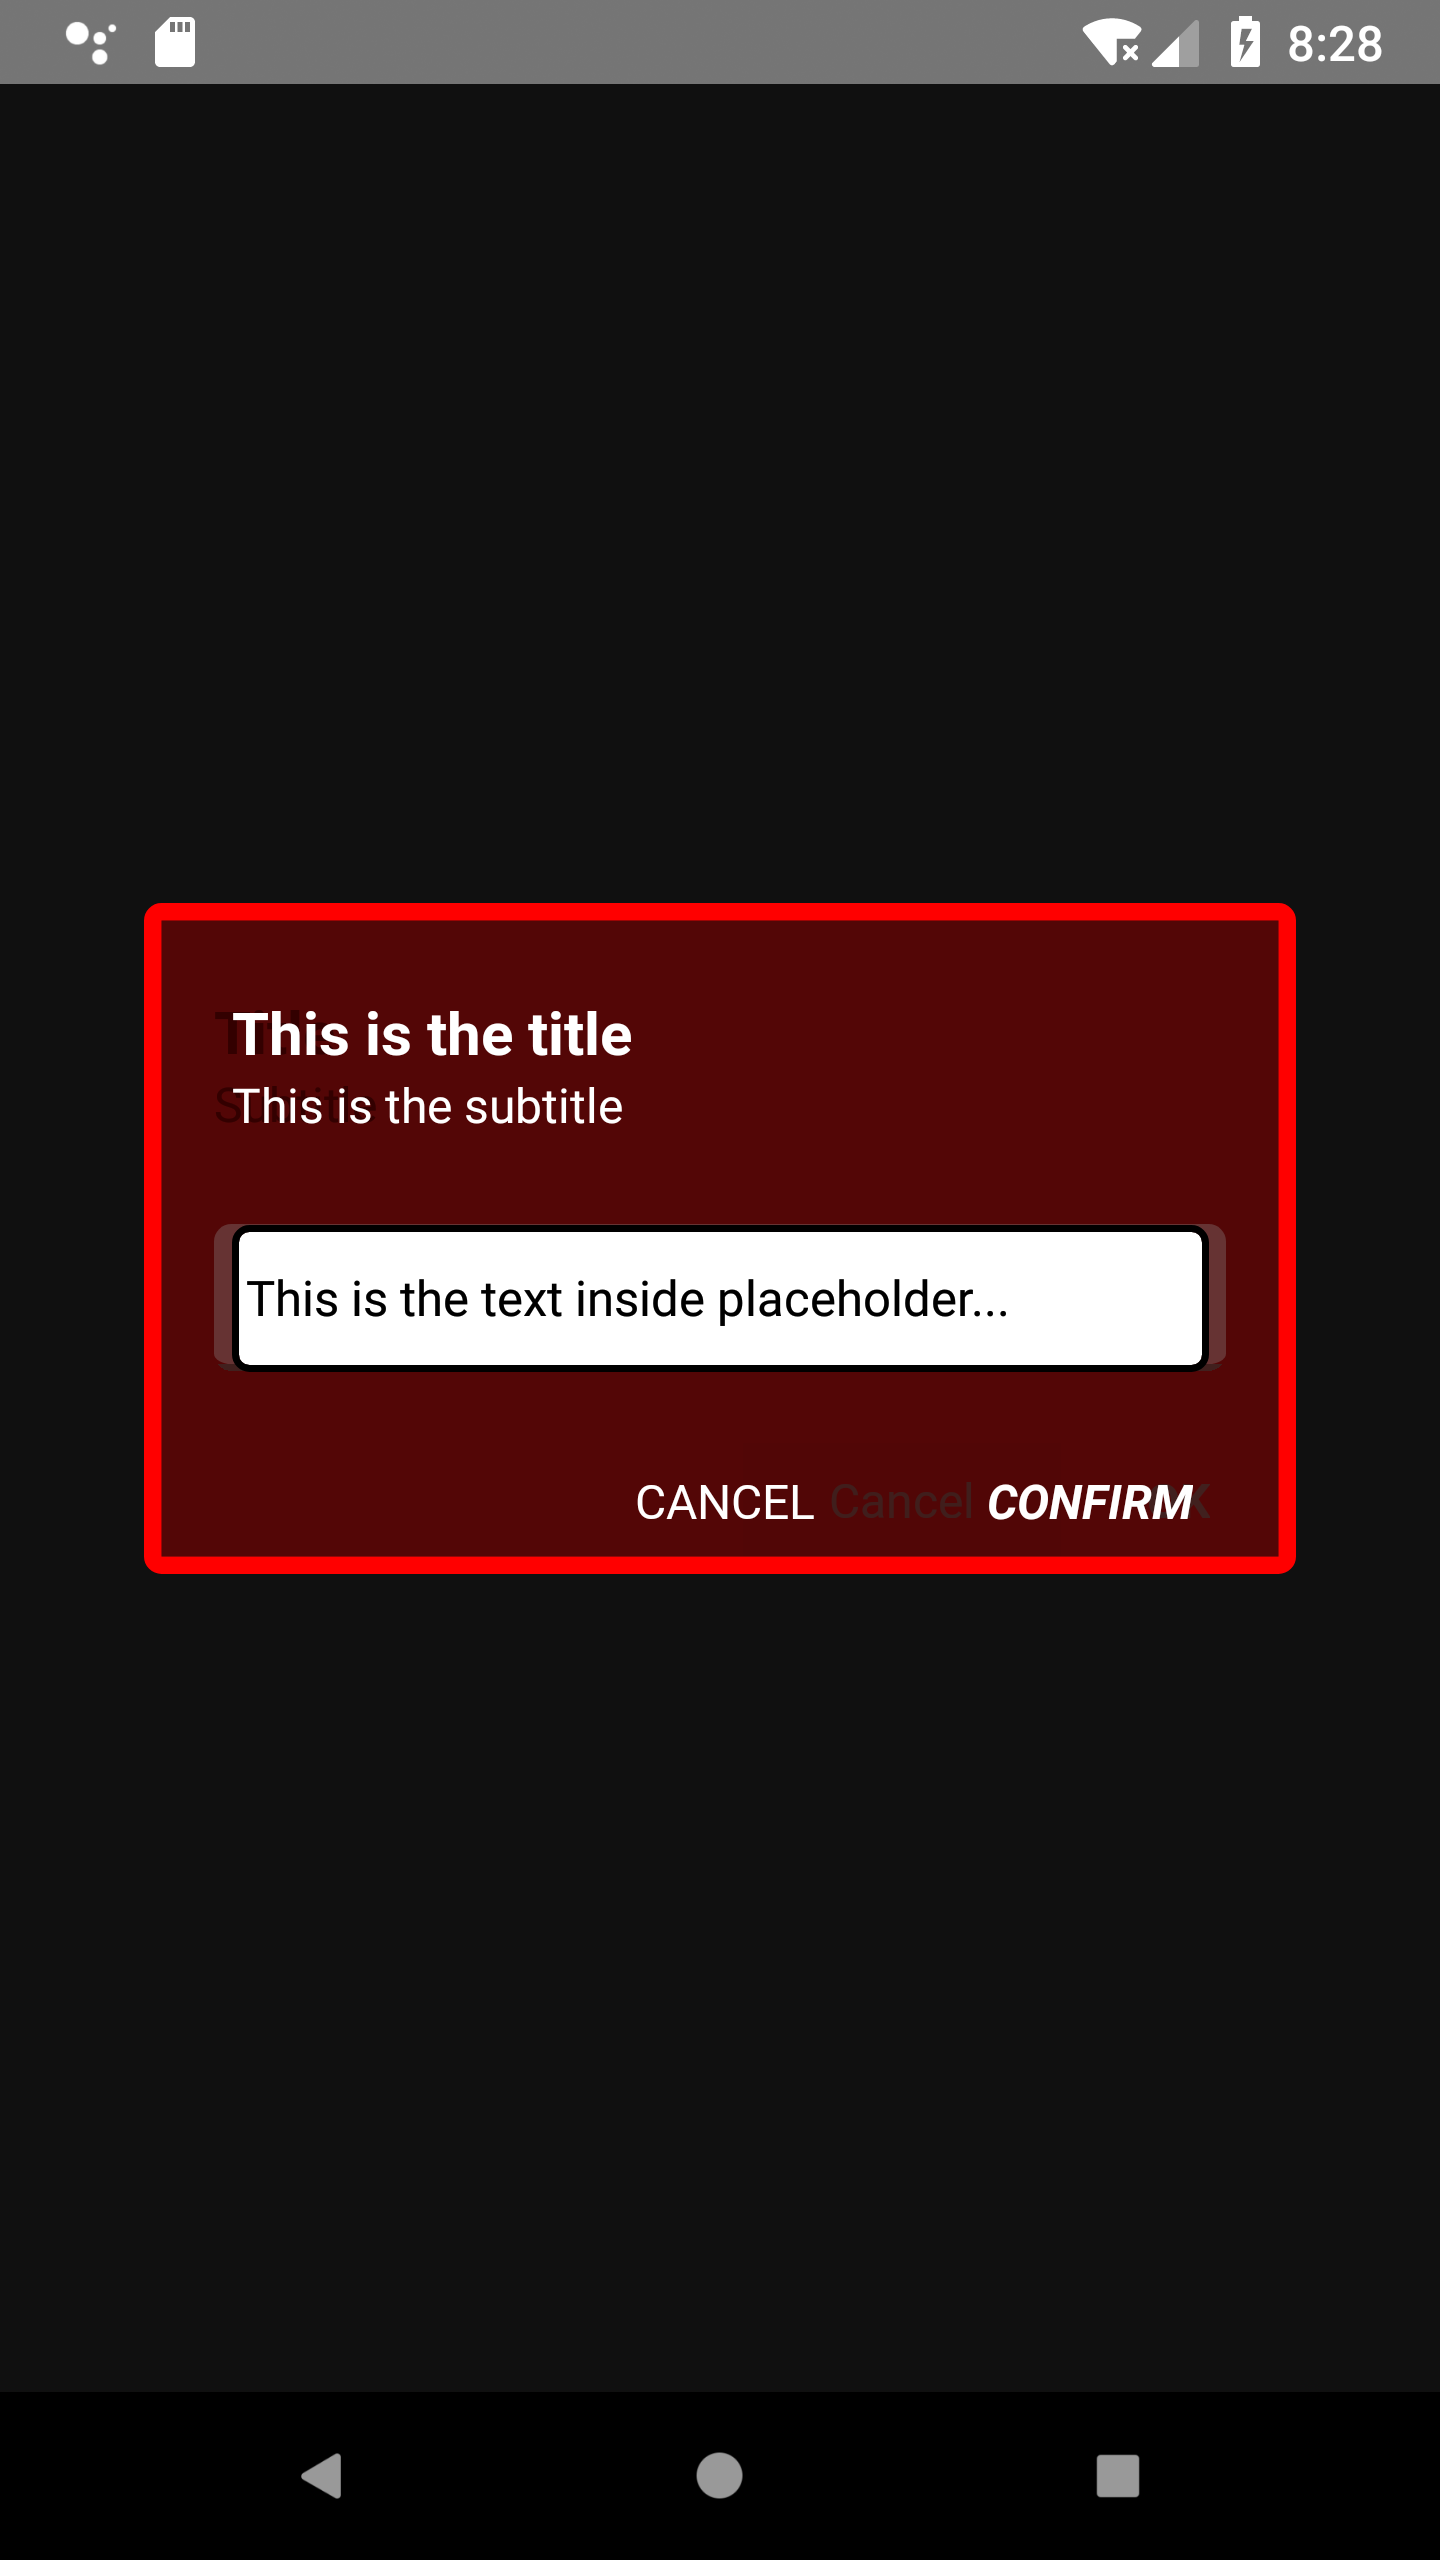 8:28
This is the title
This is the subtitle
This is the text inside placeholder...
CANCEL Cancel CONFIRM